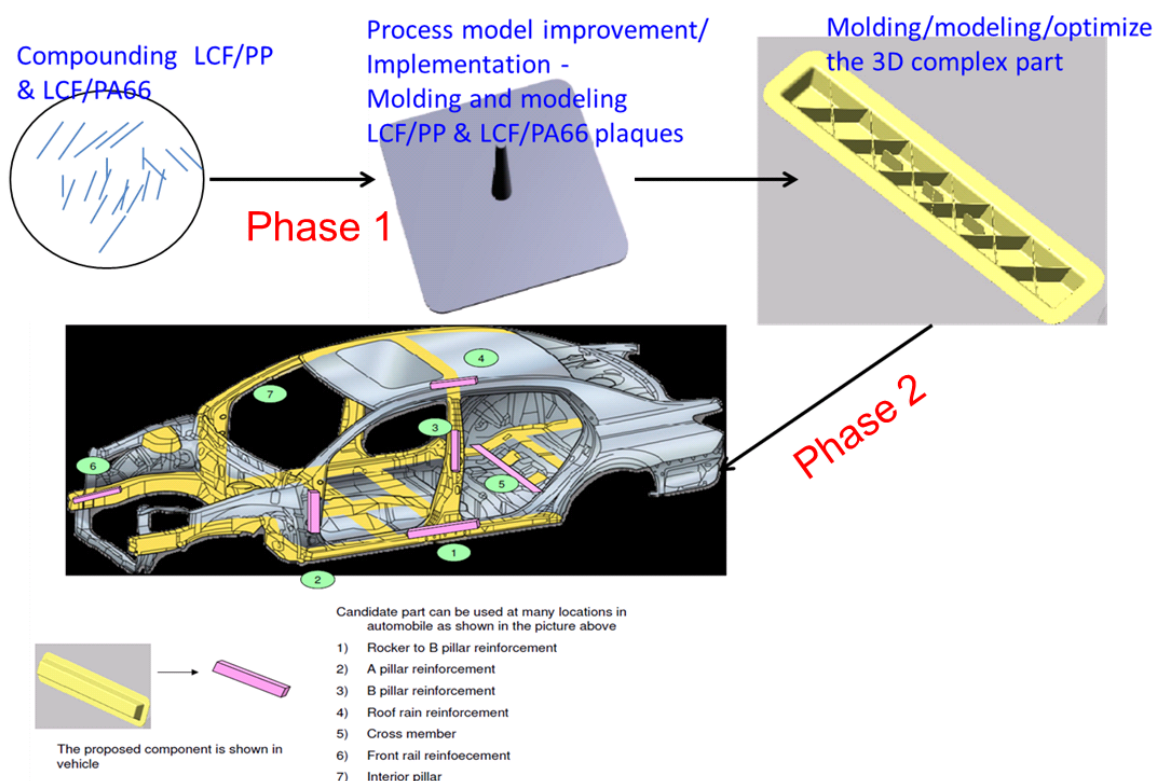 Compounding LCF/PP
& LCF/PA66
Process model improvement/
Implementation -
Molding and modeling
LCF/PP & LCF/PA66 plaques
Molding/modeling/optimize
the 3D complex part
Phase 1
Phase 2
4
7
3
6
5
1
2
Candidate part can be used at many locations in
automobile as shown in the picture above
1) Rocker to B pillar reinforcement
2) A pillar reinforcement
3) B pillar reinforcement
4) Roof rain reinforcement
5) Cross member
6) Front rail reinfoecement
7) Interior pillar
The proposed component is shown in
vehicle